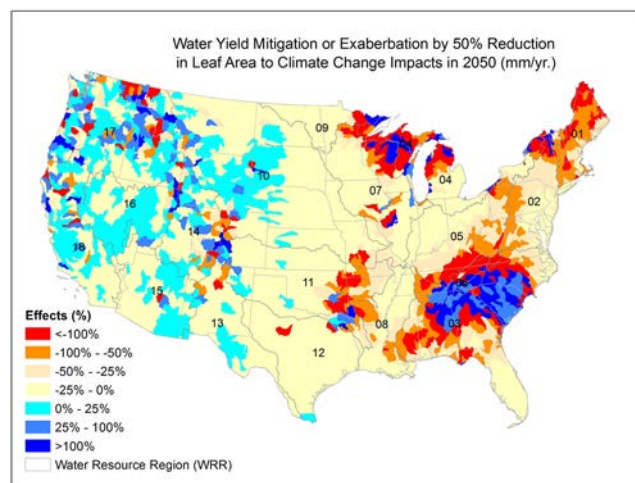 Water Yield Mitigation or Exaberbation by 50% Reduction
in Leaf Area to Climate Change Impacts in 2050 (mm/yr.)
09
01
17
10
07
04
02
16
05
14
18
11
06
15
08
03
13
12
Effects (%)
<-100%
-100% - -50%
-50% - -25%
-25% - 0%
0% - 25%
25% - 100%
>100%
Water Resource Region (WRR)